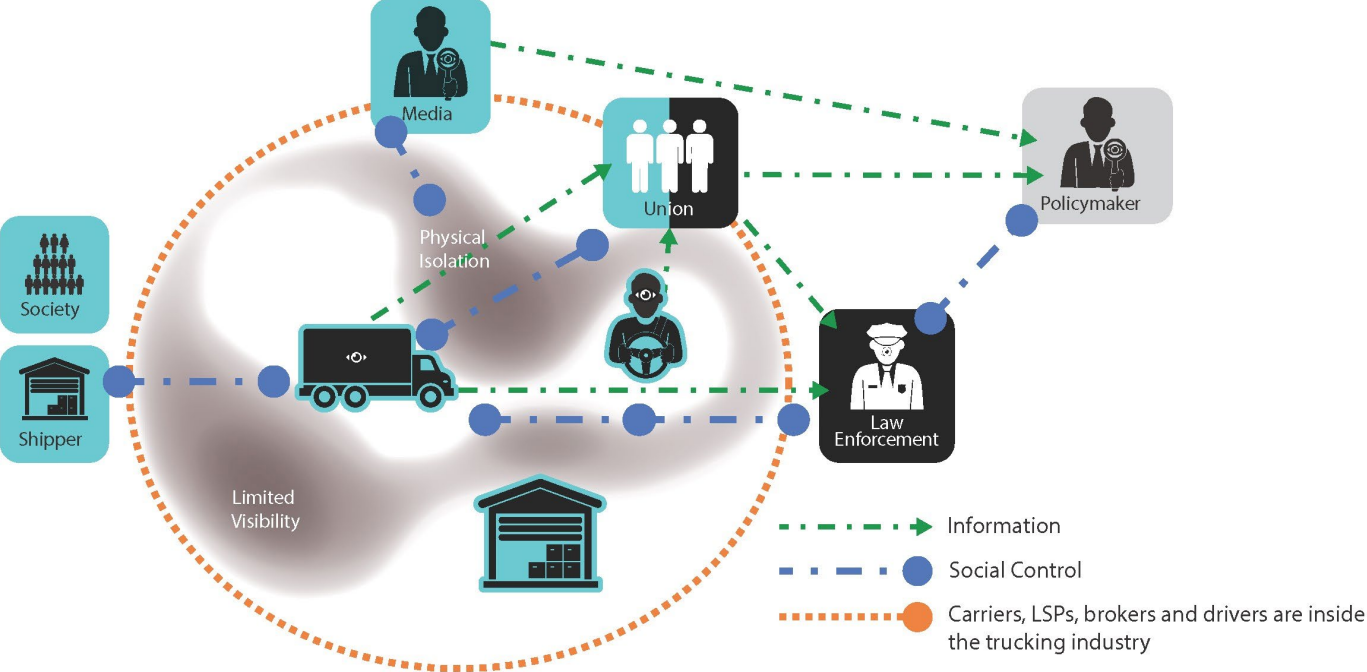 Media
Union
Policymaker
Physical
Isolation
Society
Shipper
Law
Enforcement
Limited
Visibility
Information
Social Control
Carriers, LSPs, brokers and drivers are inside
the trucking industry